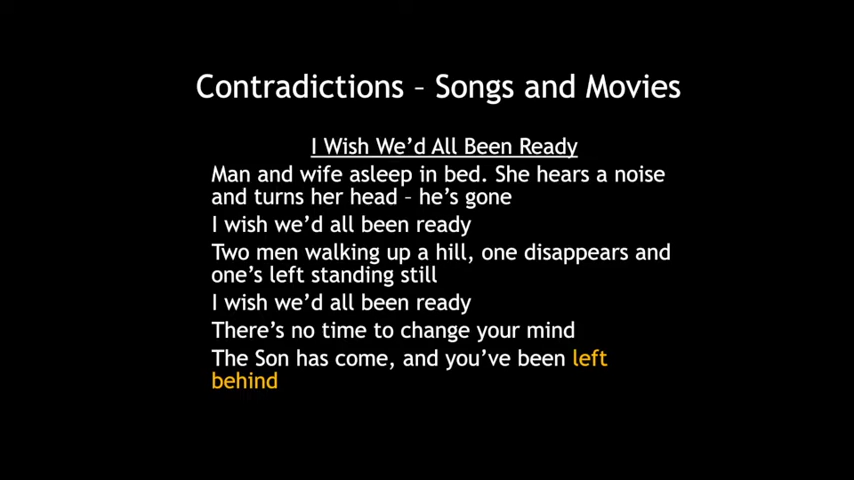 Contradictions – Songs and Movies
I Wish We'd All Been Ready
Man and wife asleep in bed. She hears a noise
and turns her head – he's gone
I wish we'd all been ready
Two men walking up a hill, one disappears and
one's left standing still
I wish we'd all been ready
There's no time to change your mind
The Son has come, and you've been left
behind